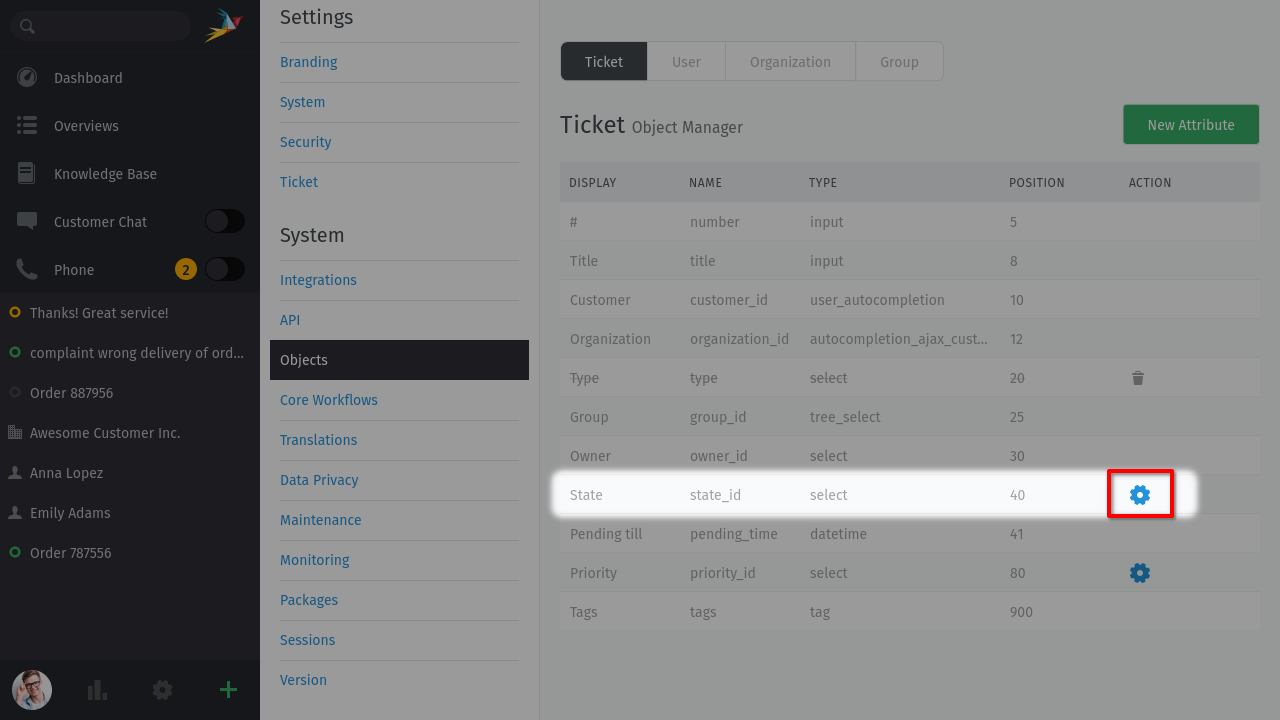 Dashboard
Overviews
Knowledge Base
Customer Chat
Phone 2
Thanks! Great service!
complaint wrong delivery of ord...
Order 887956
Awesome Customer Inc.
Anna Lopez
Emily Adams
Order 787556
Settings
Branding
System
Security
Ticket
System
Integrations
API
Objects
Core Workflows
Translations
Data Privacy
Maintenance
Monitoring
Packages
Sessions
Version
Ticket User Organization Group
Ticket Object Manager
New Attribute
DISPLAY NAME TYPE POSITION ACTION
# number input 5
Title title input 8
Customer customer_id user_autocompletion 10
Organization organization_id autocompletion_ajax_cust... 12
Type type select 20
Group group_id tree_select 25
Owner owner_id select 30
State state_id select 40
Pending till pending_time datetime 41
Priority priority_id select 80
Tags tags tag 900